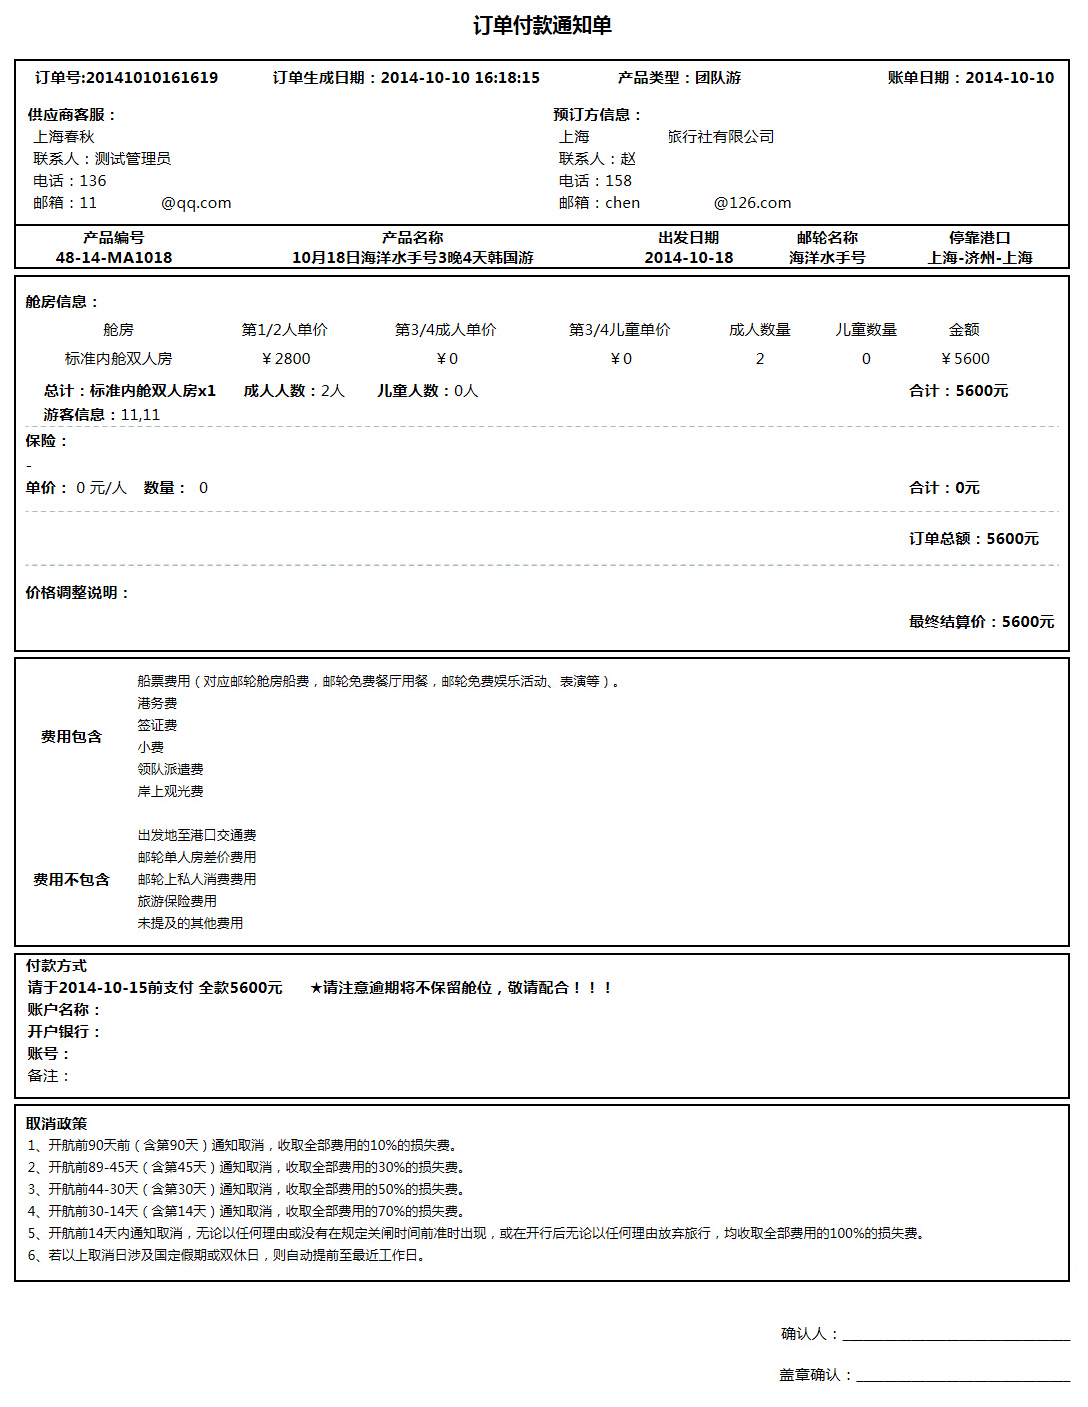 订单付款通知单
订单号:20141010161619 订单生成日期：2014-10-10 16:18:15 产品类型：团队游 账单日期：2014-10-10
供应商客服： 预订方信息：
上海春秋 上海 旅行社有限公司
联系人：测试管理员 联系人：赵
电话：136 电话：158
邮箱：11 @qq.com 邮箱：chen @126.com
产品编号 产品名称 出发日期 邮轮名称 停靠港口
48-14-MA1018 10月18日海洋水手号3晚4天韩国游 2014-10-18 海洋水手号 上海-济州-上海
舱房信息：
舱房 第1/2人单价 第3/4成人单价 第3/4儿童单价 成人数量 儿童数量 金额
标准内舱双人房 ￥2800 ￥0 ￥0 2 0 ￥5600
总计：标准内舱双人房x1 成人人数：2人 儿童人数：0人 合计：5600元
游客信息：11,11
保险：
-
单价： 0 元/人 数量： 0 合计：0元
订单总额：5600元
价格调整说明：
最终结算价：5600元
船票费用（对应邮轮舱房船费，邮轮免费餐厅用餐，邮轮免费娱乐活动、表演等）。
港务费
签证费
费用包含
小费
领队派遣费
岸上观光费
出发地至港口交通费
邮轮单人房差价费用
费用不包含 邮轮上私人消费费用
旅游保险费用
未提及的其他费用
付款方式
请于2014-10-15前支付 全款5600元 ★请注意逾期将不保留舱位，敬请配合！！！
账户名称：
开户银行：
账号：
备注：
取消政策
1、开航前90天前（含第90天）通知取消，收取全部费用的10%的损失费。
2、开航前89-45天（含第45天）通知取消，收取全部费用的30%的损失费。
3、开航前44-30天（含第30天）通知取消，收取全部费用的50%的损失费。
4、开航前30-14天（含第14天）通知取消，收取全部费用的70%的损失费。
5、开航前14天内通知取消，无论以任何理由或没有在规定关闸时间前准时出现，或在开行后无论以任何理由放弃旅行，均收取全部费用的100%的损失费。
6、若以上取消日涉及国定假期或双休日，则自动提前至最近工作日。
确认人：
盖章确认：